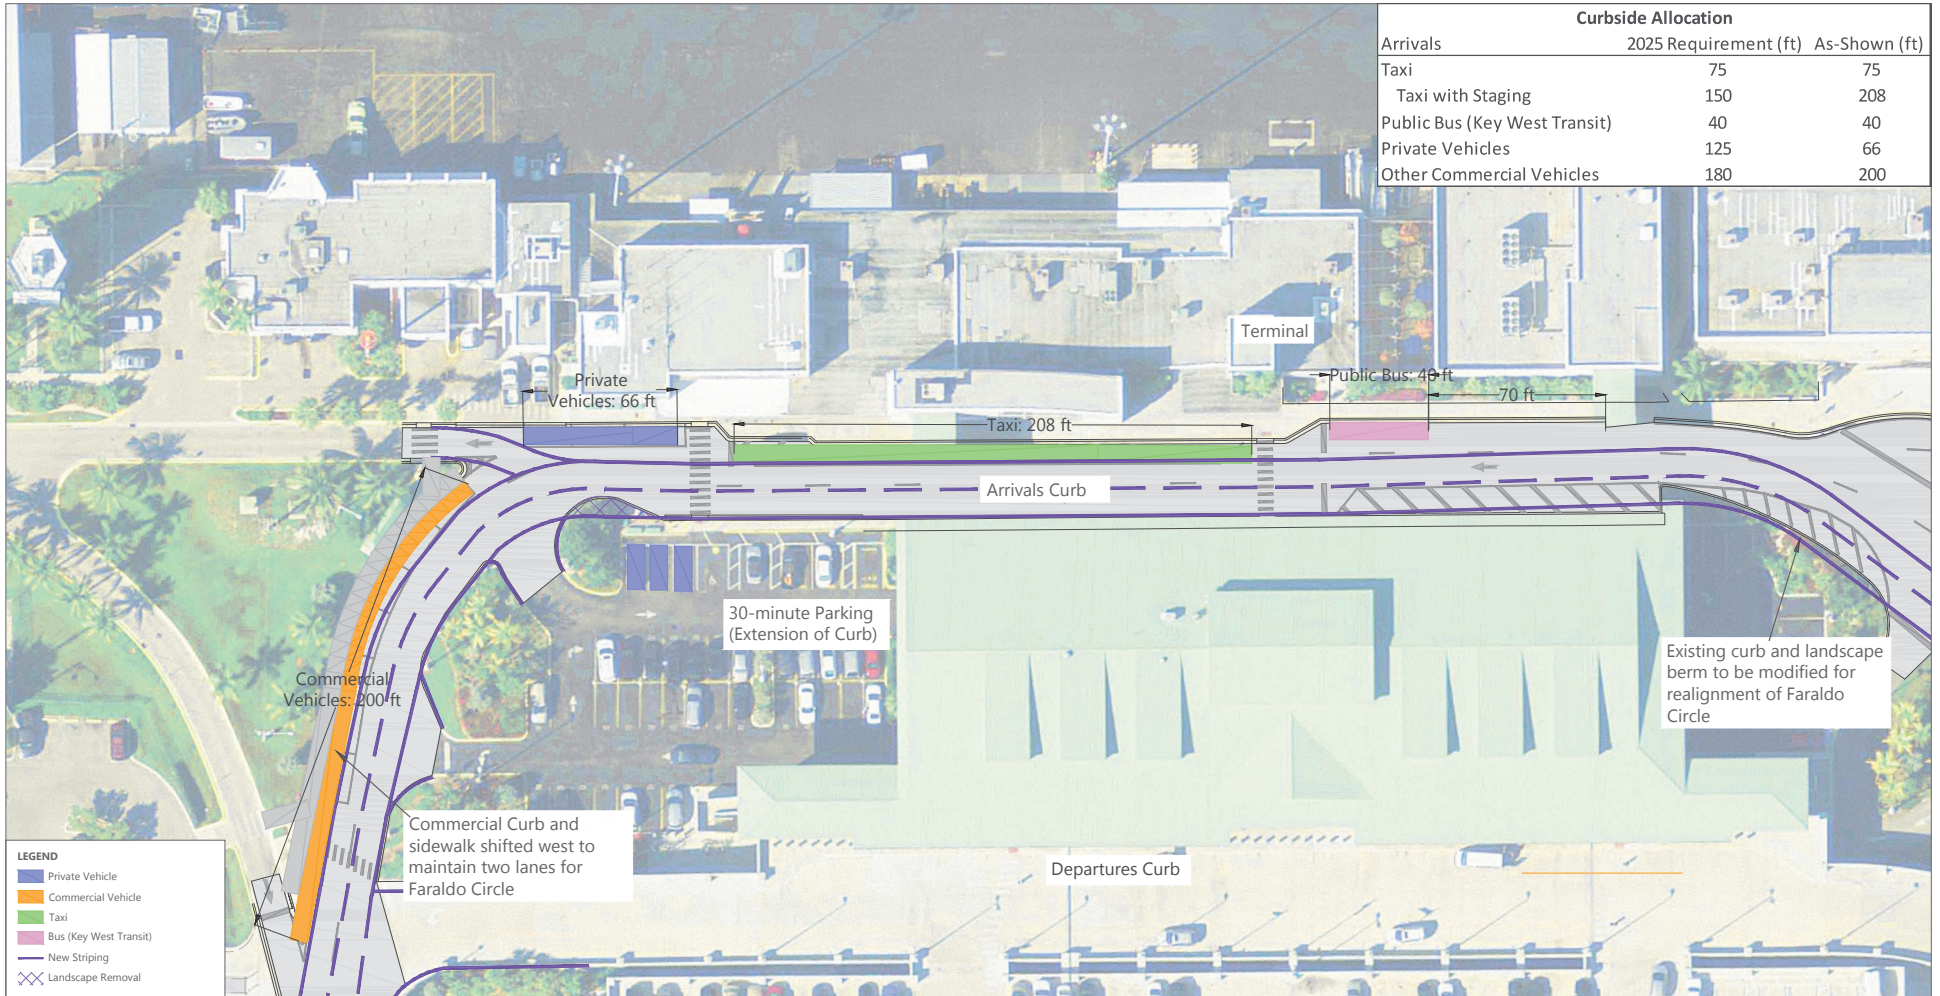 Curbside Allocation
Arrivals 2025 Requirement (ft) As-Shown (ft)
Taxi 75 75
Taxi with Staging 150 208
Public Bus (Key West Transit) 40 40
Private Vehicles 125 66
Other Commercial Vehicles 180 200
Terminal
Private
Vehicles: 66 ft
Public Bus: 40 ft
70 ft
Taxi: 208 ft
Arrivals Curb
30-minute Parking
(Extension of Curb)
Existing curb and landscape
berm to be modified for
realignment of Faraldo
Circle
Commercial
Vehicles: 200 ft
Commercial Curb and
sidewalk shifted west to
maintain two lanes for
Faraldo Circle
Departures Curb
LEGEND
Private Vehicle
Commercial Vehicle
Taxi
Bus (Key West Transit)
New Striping
Landscape Removal